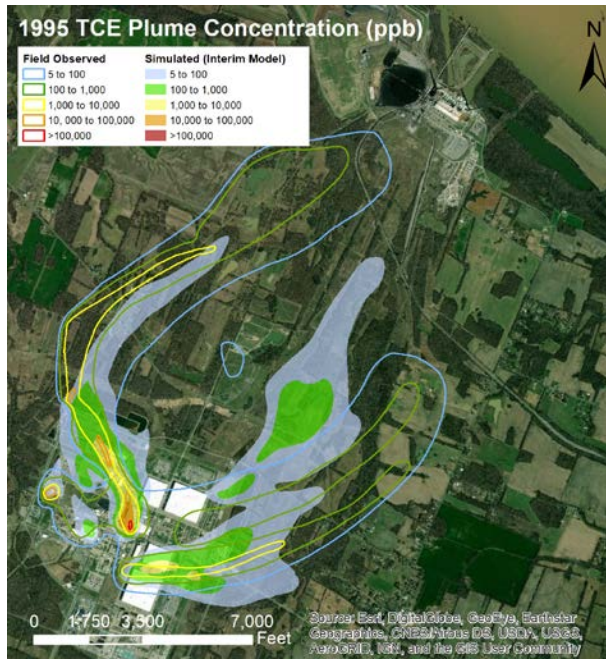 1995 TCE Plume Concentration (ppb)
N
Field Observed
5 to 100
100 to 1,000
1,000 to 10,000
10, 000 to 100,000
>100,000
Simulated (Interim Model)
5 to 100
100 to 1,000
1,000 to 10,000
10,000 to 100,000
>100,000
0 1,750 3,500 7,000
Feet
Source: Esri, DigitalGlobe, GeoEye, Earthstar
Geographics, CNES/Airbus DS, USDA, USGS,
AeroGRID, IGN, and the GIS User Community